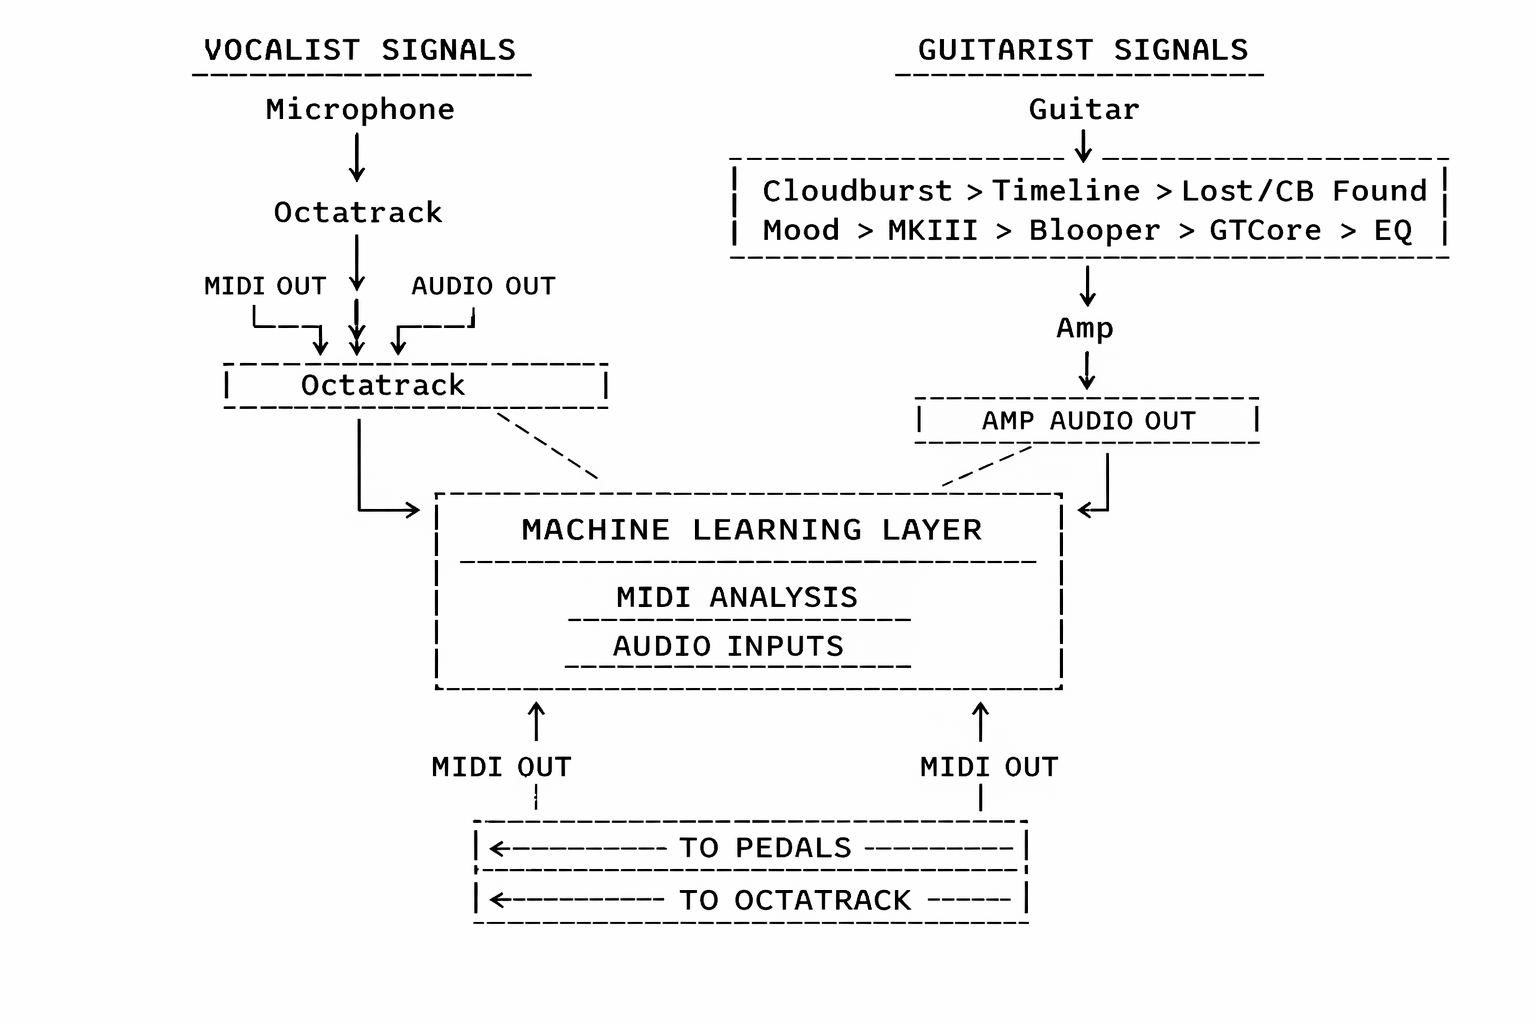 VOCALIST SIGNALS
Microphone
Octatrack
MIDI OUT
AUDIO OUT
Octatrack
GUITARIST SIGNALS
Guitar
Cloudburst > Timeline > Lost/CB Found
Mood > MKIII > Blooper > GTCore > EQ
Amp
AMP AUDIO OUT
MACHINE LEARNING LAYER
MIDI ANALYSIS
AUDIO INPUTS
MIDI OUT
MIDI OUT
TO PEDALS
TO OCTATRACK